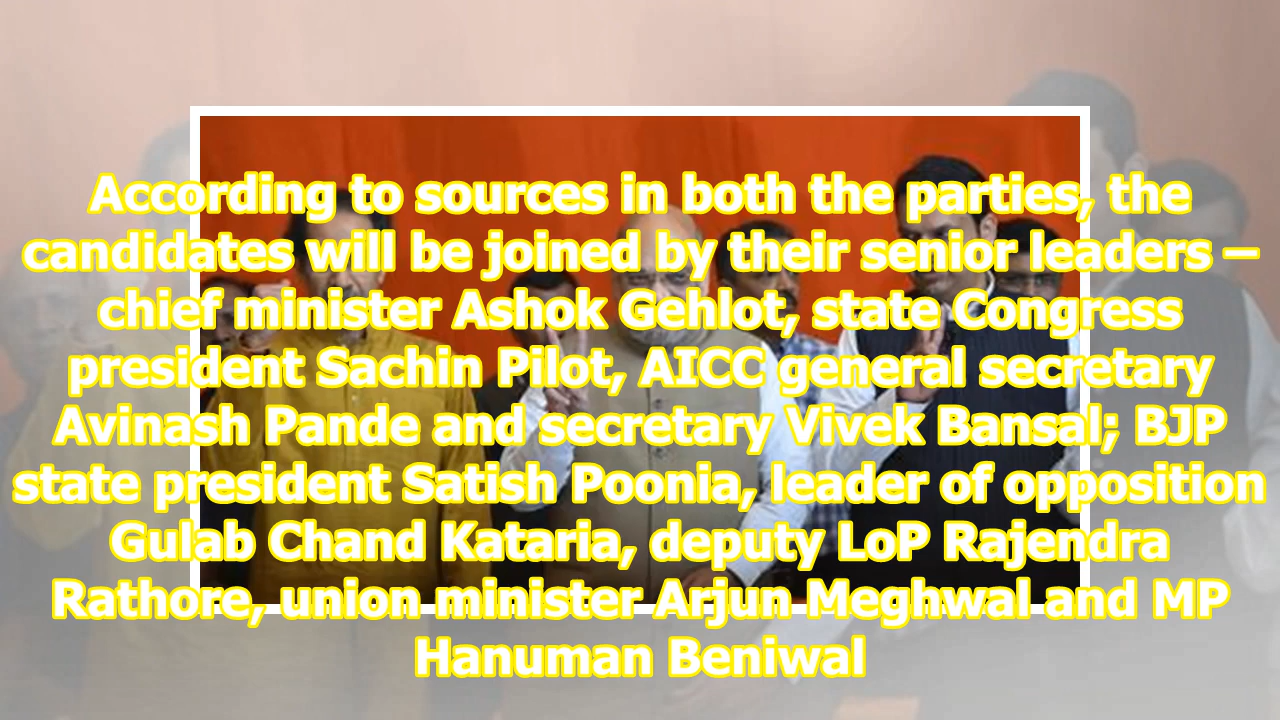 According to sources in both the parties, the
candidates will be joined by their senior leaders –
chief minister Ashok Gehlot, state Congress
president Sachin Pilot, AICC general secretary
Avinash Pande and secretary Vivek Bansal; BJP
state president Satish Poonia, leader of opposition
Gulab Chand Kataria, deputy LoP Rajendra
Rathore, union minister Arjun Meghwal and MP
Hanuman Beniwal